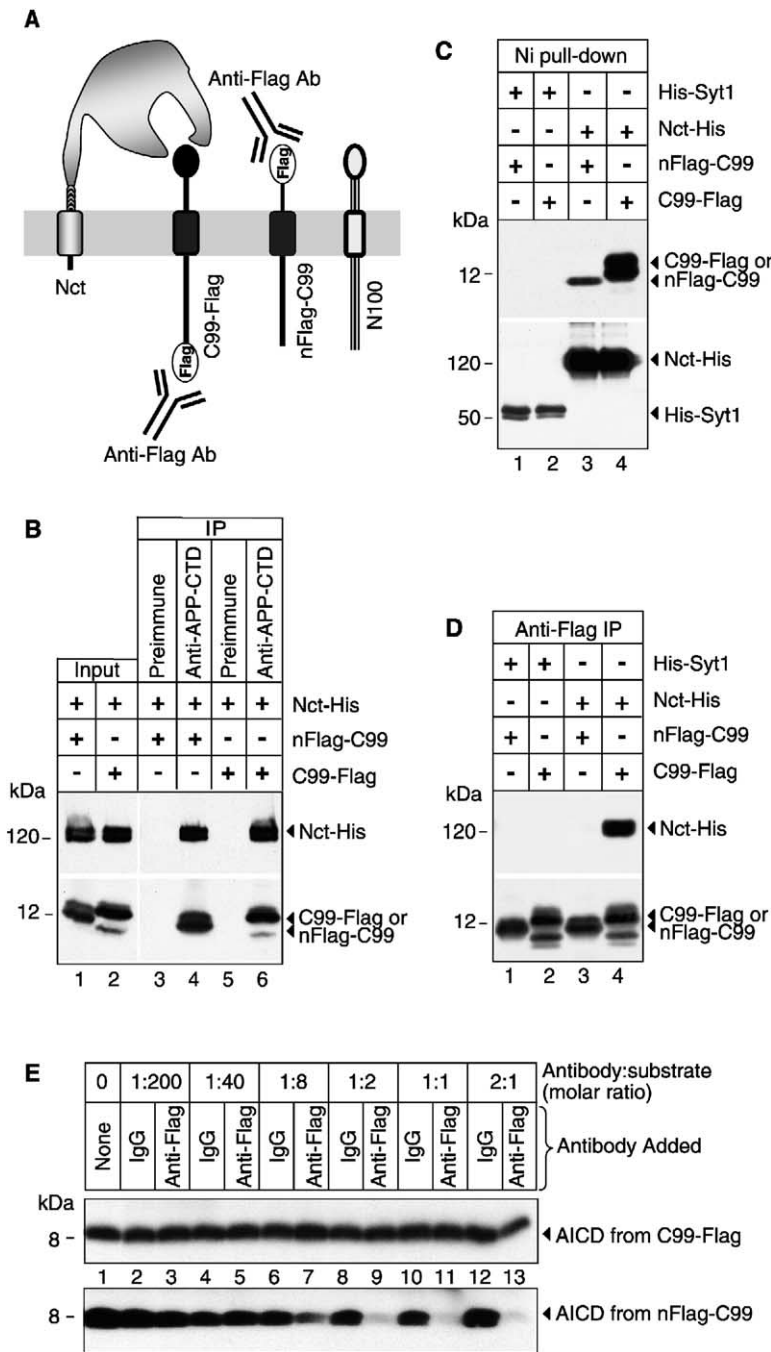 A
Anti-Flag Ab
Flag
Nct
C99-Flag
nFlag-C99
N100
Flag
Anti-Flag Ab
C
Ni pull-down
+ + - - His-Syt1
- - + + Nct-His
+ - + - nFlag-C99
- + - + C99-Flag
kDa
12 –
C99-Flag or
nFlag-C99
120 – Nct-His
50 – His-Syt1
1 2 3 4
B
IP
Input
Preimmune
Anti-APP-CTD
Preimmune
Anti-APP-CTD
+ + + + + + Nct-His
+ - + + - - nFlag-C99
- + - - + + C99-Flag
kDa
120 – Nct-His
12 –
C99-Flag or
nFlag-C99
1 2 3 4 5 6
D
Anti-Flag IP
+ + - - His-Syt1
- - + + Nct-His
+ - + - nFlag-C99
- + - + C99-Flag
kDa
120 – Nct-His
12 –
C99-Flag or
nFlag-C99
1 2 3 4
E
0 1:200 1:40 1:8 1:2 1:1 2:1 Antibody:substrate
(molar ratio)
None IgG Anti-Flag IgG Anti-Flag IgG Anti-Flag IgG Anti-Flag IgG Anti-Flag IgG Anti-Flag Antibody Added
kDa
8 – AICD from C99-Flag
1 2 3 4 5 6 7 8 9 10 11 12 13
8 – AICD from nFlag-C99